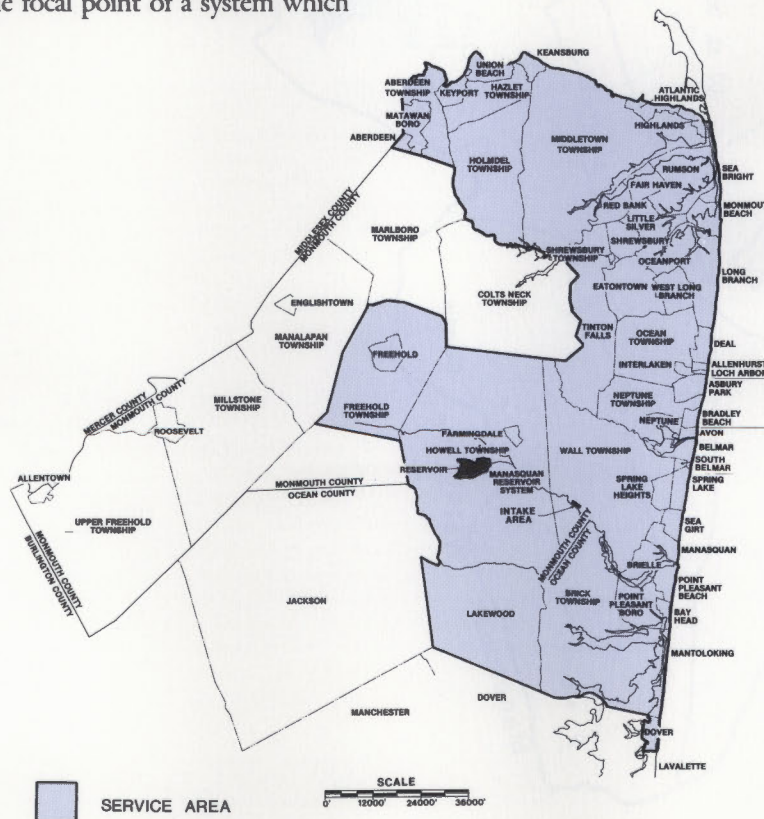 e focal point of a system which
KEANSBURG
UNION
BEACH
ABERDEEN
TOWNSHIP
KEYPORT
HAZLET
TOWNSHIP
ATLANTIC
HIGHLANDS
MATAWAN
BORO
HIGHLANDS
ABERDEEN
MIDDLETOWN
TOWNSHIP
HOLMDEL
TOWNSHIP
RUMSON
SEA
BRIGHT
FAIR HAVEN
RED BANK
MONMOUT
BEACH
LITTLE
SILVER
MIDDLESEX COUNTY
MONMOUTH COUNTY
MARLBORO
TOWNSHIP
SHREWSBURY
SHREWSBURY
TOWNSHIP
OCEANPORT
LONG
BRANCH
EATONTOWN
WEST LONG
BRANCH
COLTS NECK
TOWNSHIP
ENGLISHTOWN
TINTON
FALLS
OCEAN
TOWNSHIP
MANALAPAN
TOWNSHIP
DEAL
FREEHOLD
INTERLAKEN
ALLENHURST
LOCH ARBOR
ASBURY
PARK
MERCER COUNTY
MONMOUTH COUNTY
MILLSTONE
TOWNSHIP
NEPTUNE
TOWNSHIP
FREEHOLD
TOWNSHIP
BRADLEY
BEACH
NEPTUNE
AVON
ROOSEVELT
FARMINGDALE
BELMAR
HOWELL TOWNSHIP
WALL TOWNSHIP
SOUTH
BELMAR
RESERVOIR
MANASQUAN
RESERVOIR
SYSTEM
SPRING
LAKE
HEIGHTS
SPRING
LAKE
ALLENTOWN
MONMOUTH COUNTY
OCEAN COUNTY
INTAKE
AREA
UPPER FREEHOLD
TOWNSHIP
SEA
GIRT
MONMOUTH COUNTY
OCEAN COUNTY
MANASQUAN
BRIELLE
MONMOUTH COUNTY
BURLINGTON COUNTY
POINT
PLEASANT
BEACH
JACKSON
BRICK
TOWNSHIP
POINT
PLEASANT
BORO
LAKEWOOD
BAY
HEAD
MANTOLOKING
DOVER
MANCHESTER
DOVER
LAVALETTE
SERVICE AREA
SCALE
0' 12000' 24000' 36000'